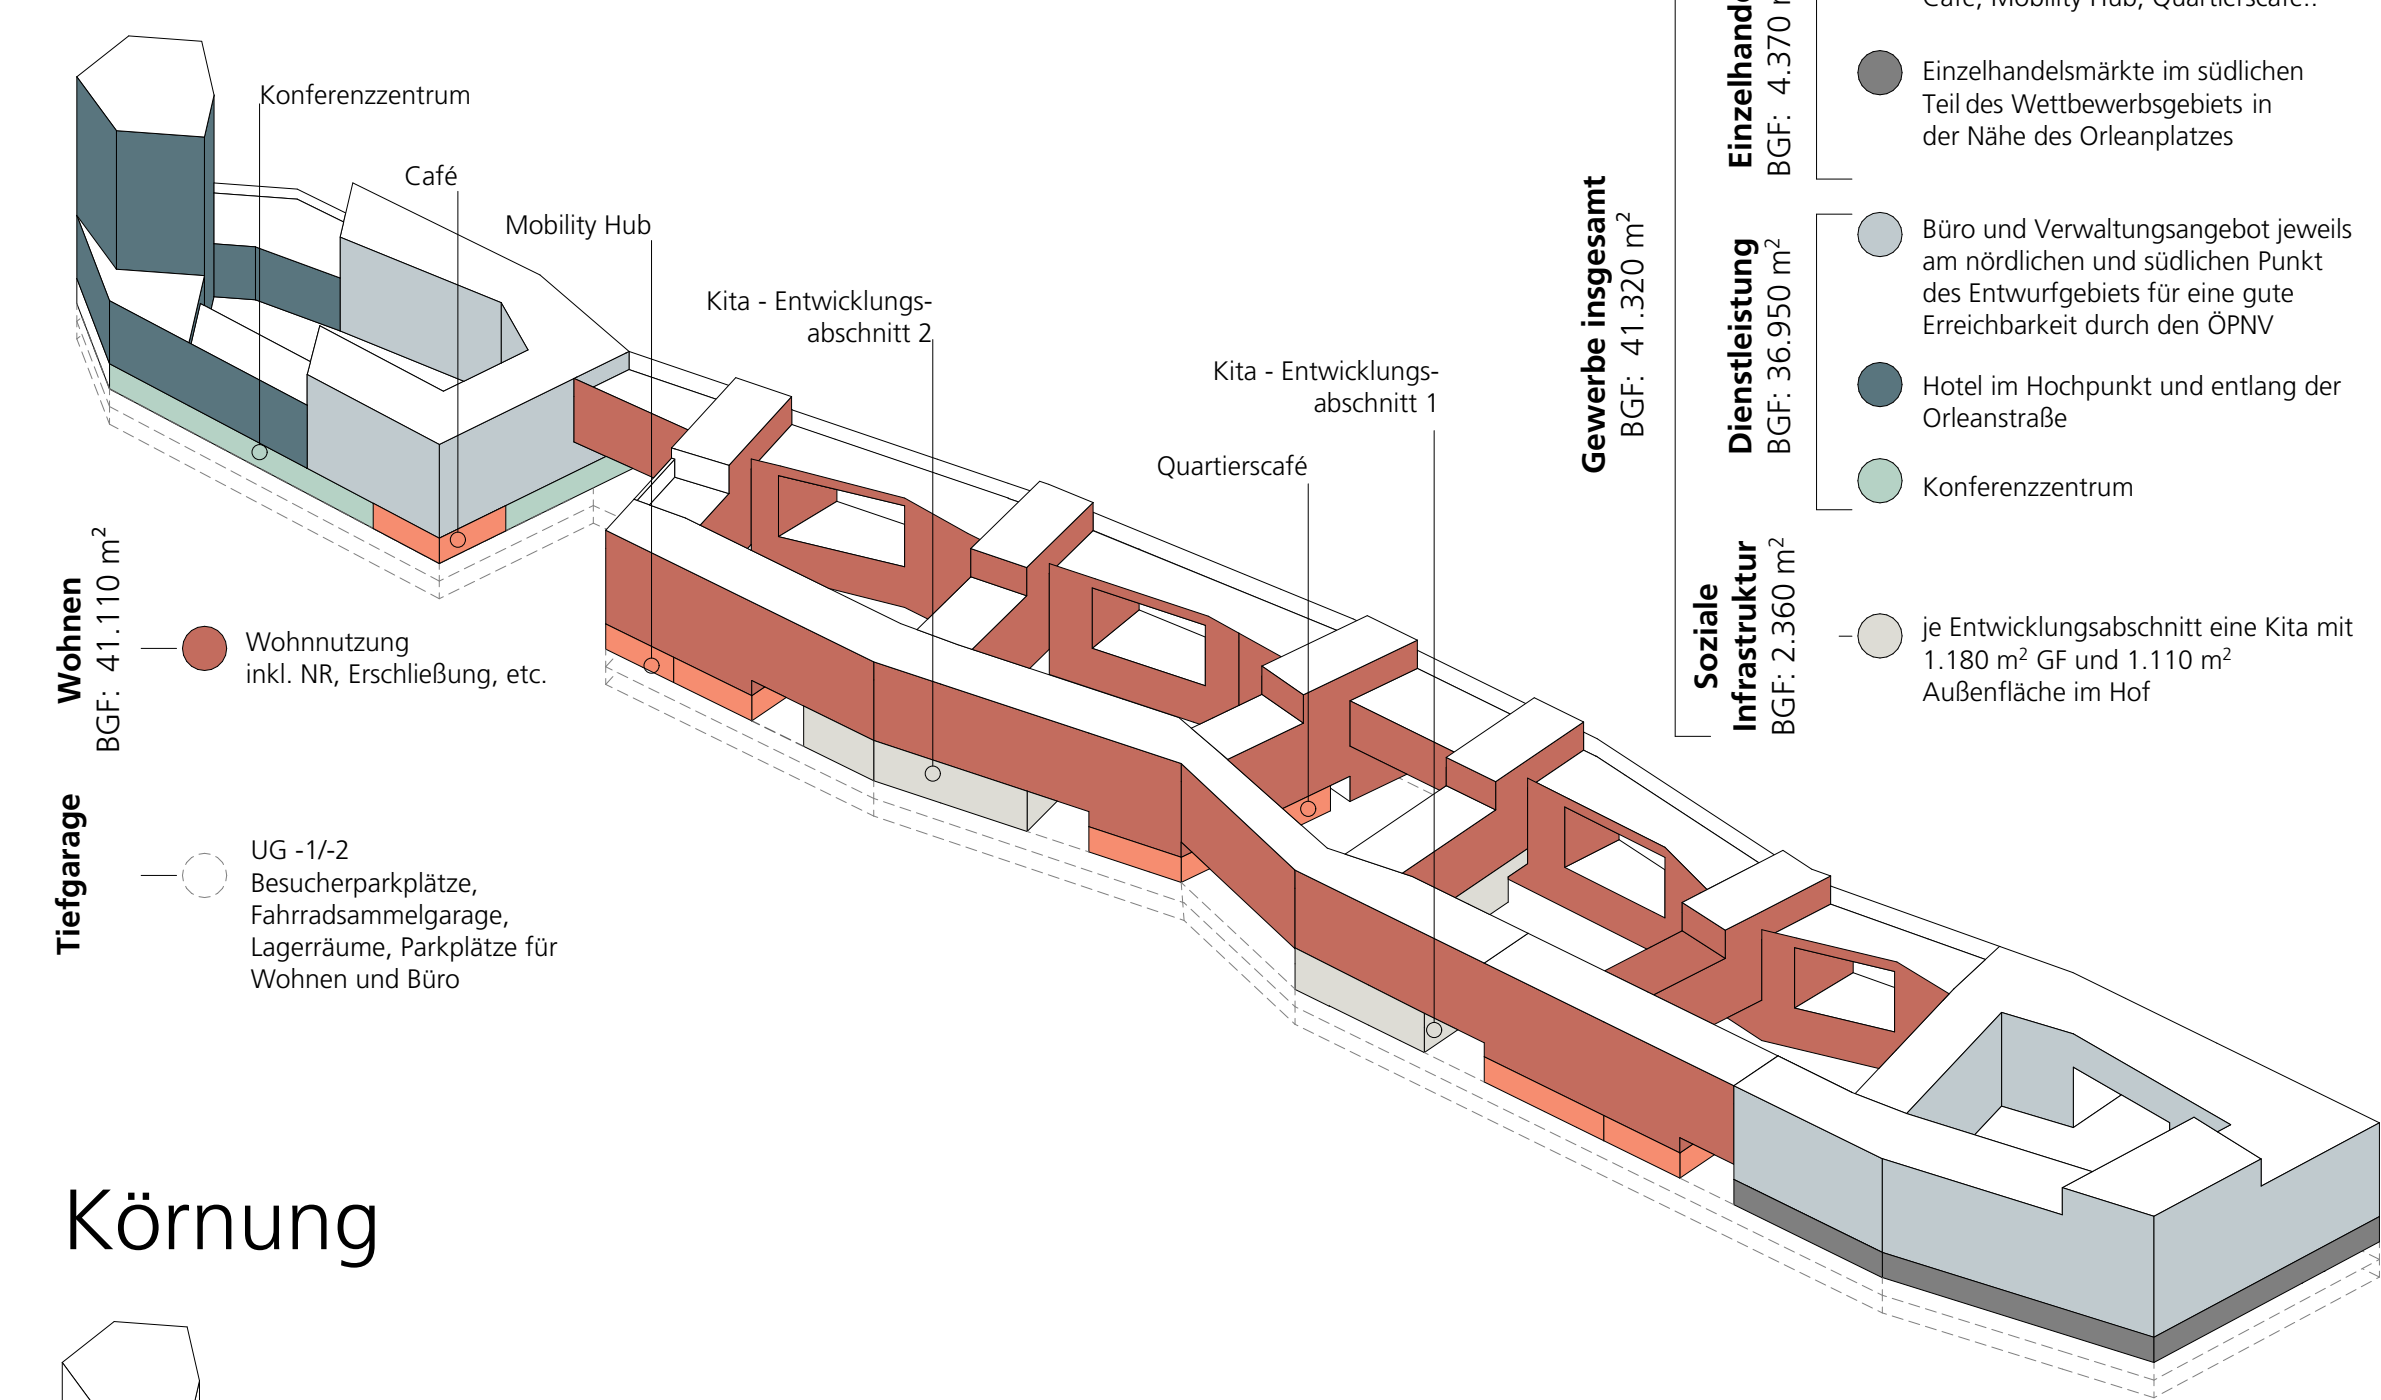 Konferenzzentrum
Café
Mobility Hub
Kita - Entwicklungs-
abschnitt 2
Kita - Entwicklungs-
abschnitt 1
Quartierscafé
Wohnen
BGF: 41.110 m²
Wohnnutzung
inkl. NR, Erschließung, etc.
Tiefgarage
UG -1/-2
Besucherparkplätze,
Fahrradsammelgarage,
Lagerräume, Parkplätze für
Wohnen und Büro
Gewerbe insgesamt
BGF: 41.320 m²
BGF: 4.370
Café, Mobility Hub, Quartierscafé..
Einzelhandelsmärkte im südlichen
Teil des Wettbewerbsgebiets in
der Nähe des Orleanplatzes
Dienstleistung
BGF: 36.950 m²
Büro und Verwaltungsangebot jeweils
am nördlichen und südlichen Punkt
des Entwurfgebiets für eine gute
Erreichbarkeit durch den ÖPNV
Hotel im Hochpunkt und entlang der
Orleanstraße
Konferenzzentrum
Soziale
Infrastruktur
BGF: 2.360 m²
je Entwicklungsabschnitt eine Kita mit
1.180 m² GF und 1.110 m²
Außenfläche im Hof
Körnung